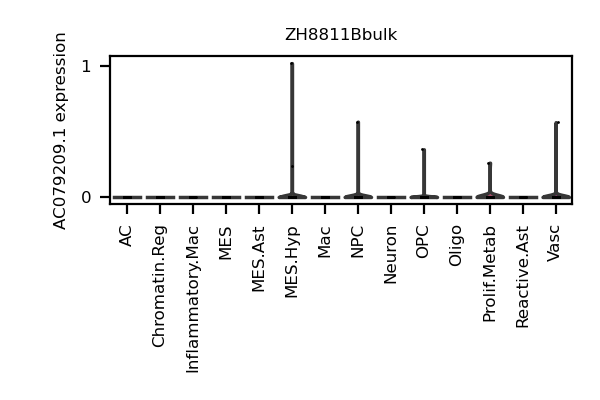 ZH8811Bbulk
AC079209.1 expression
1
0
AC
Chromatin.Reg
Inflammatory.Mac
MES
MES.Ast
MES.Hyp
Mac
NPC
Neuron
OPC
Oligo
Prolif.Metab
Reactive.Ast
Vasc